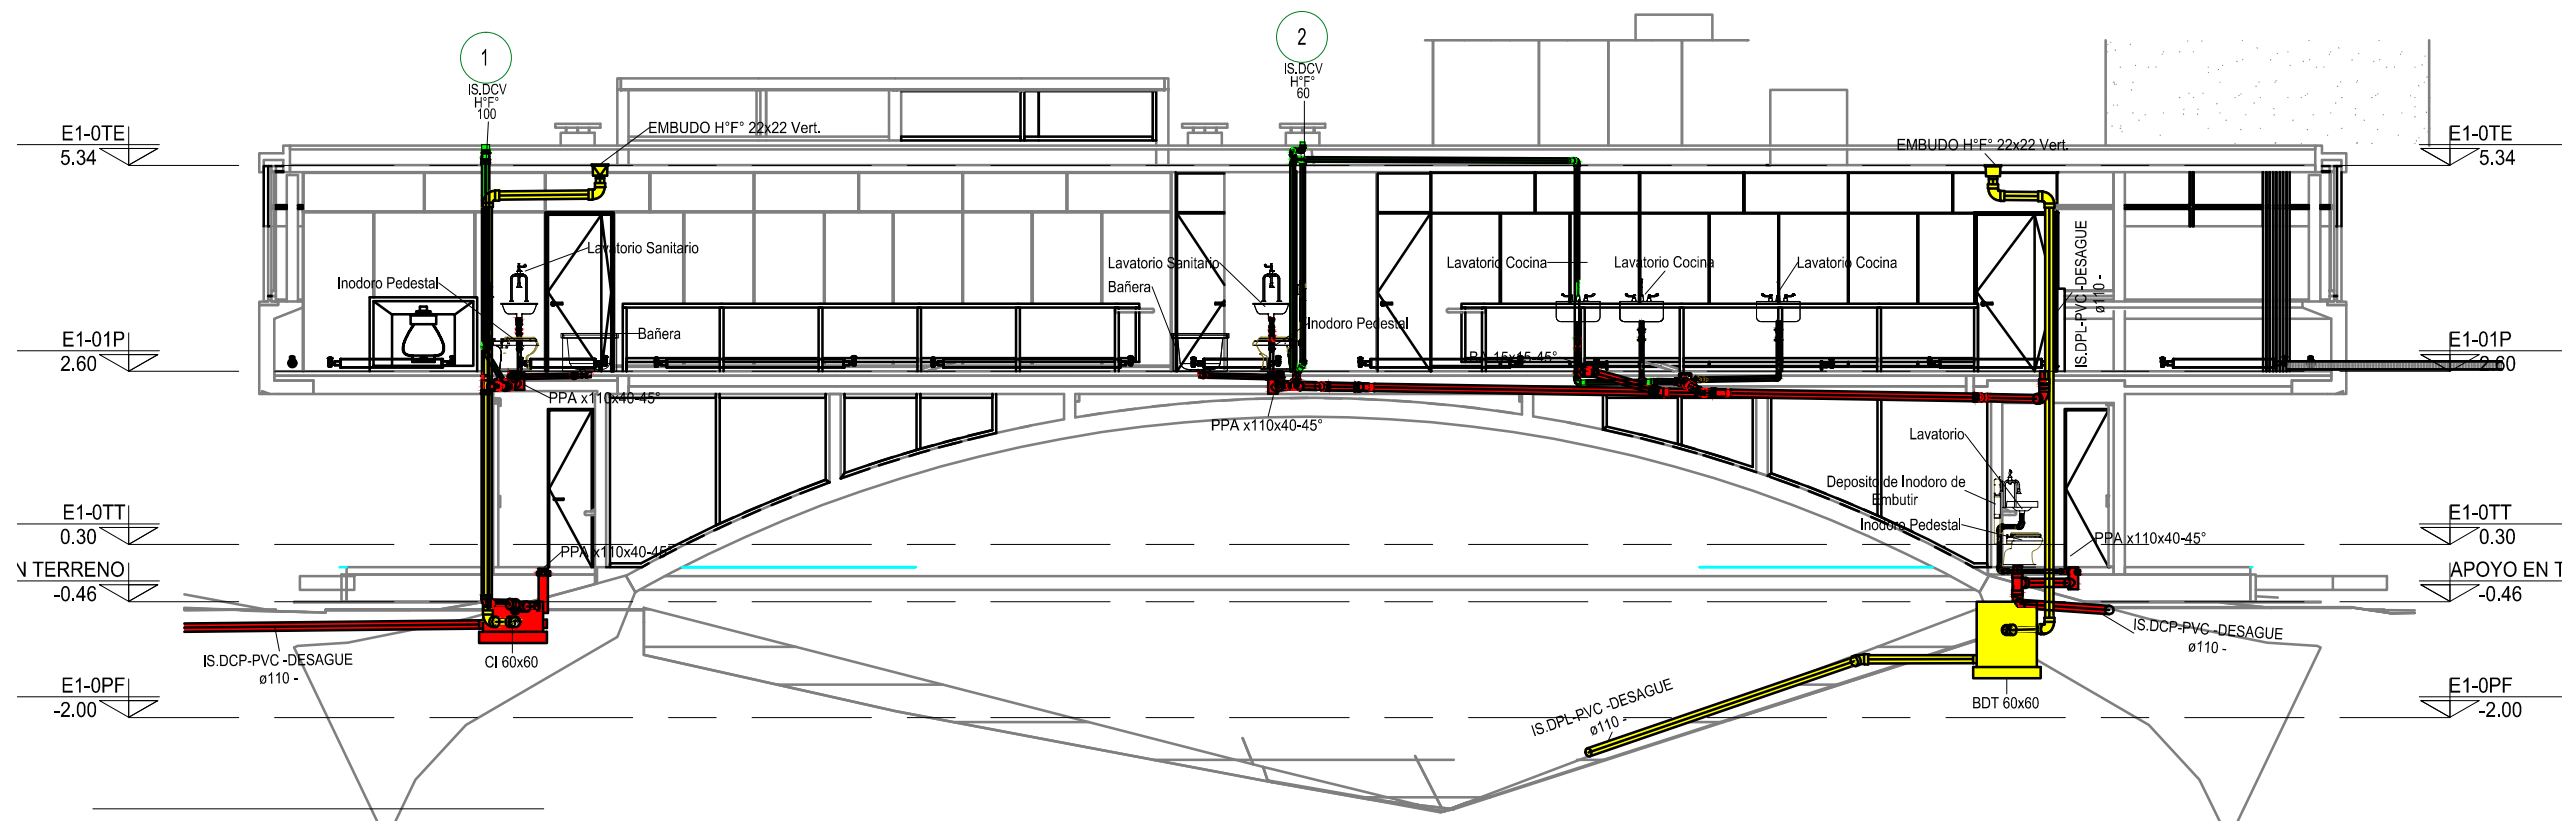 1
IS.DCV
H°F°
100
2
IS.DCV
H°F°
60
E1-0TE
5.34
EMBUDO H°F° 22x22 Vert.
EMBUDO H°F° 22x22 Vert.
E1-0TE
5.34
Lavatorio Sanitario
Inodoro Pedestal
Bañera
Lavatorio Sanitario
Bañera
Inodoro Pedestal
Lavatorio Cocina
Lavatorio Cocina
Lavatorio Cocina
IS.DPL-PVC -DESAGUE
ø110 -
E1-01P
2.60
15x15-45°
E1-01P
2.60
PPA x110x40-45°
PPA x110x40-45°
Lavatorio
Deposito de Inodoro de
Embutir
Inodoro Pedestal
E1-0TT
0.30
PPA x110x40-45°
PPA x110x40-45°
E1-0TT
0.30
N TERRENO
-0.46
APOYO EN T
-0.46
IS.DCP-PVC -DESAGUE
ø110 -
CI 60x60
IS.DCP-PVC -DESAGUE
ø110 -
E1-0PF
-2.00
IS.DPL-PVC -DESAGUE
ø110 -
BDT 60x60
E1-0PF
-2.00